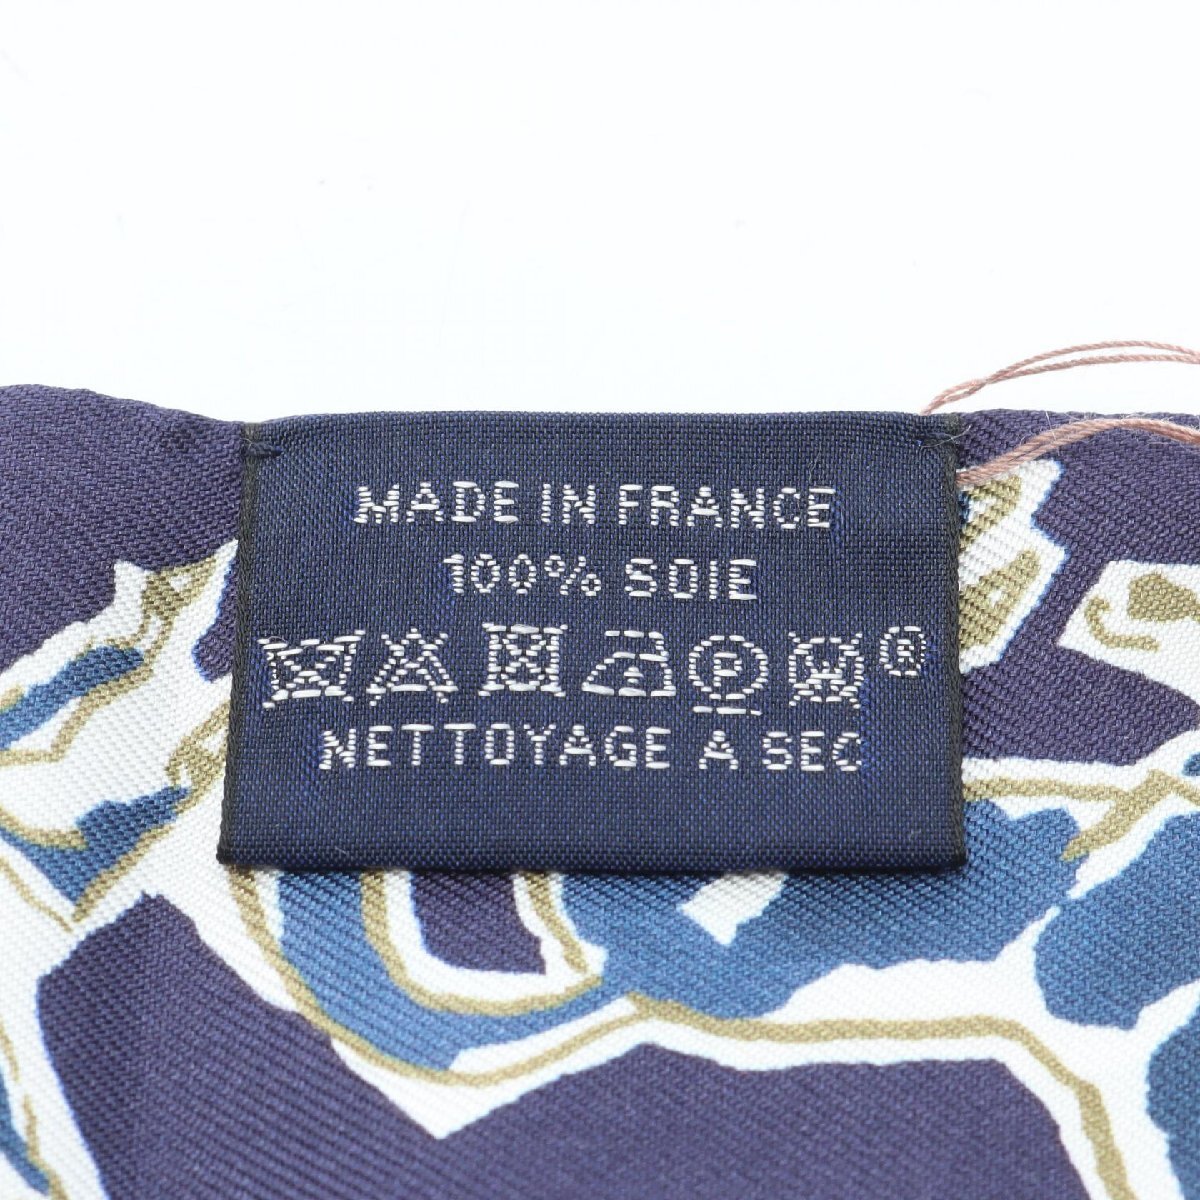 MADE IN FRANCE
100% SOIE
P ®
NETTOYAGE A SEC